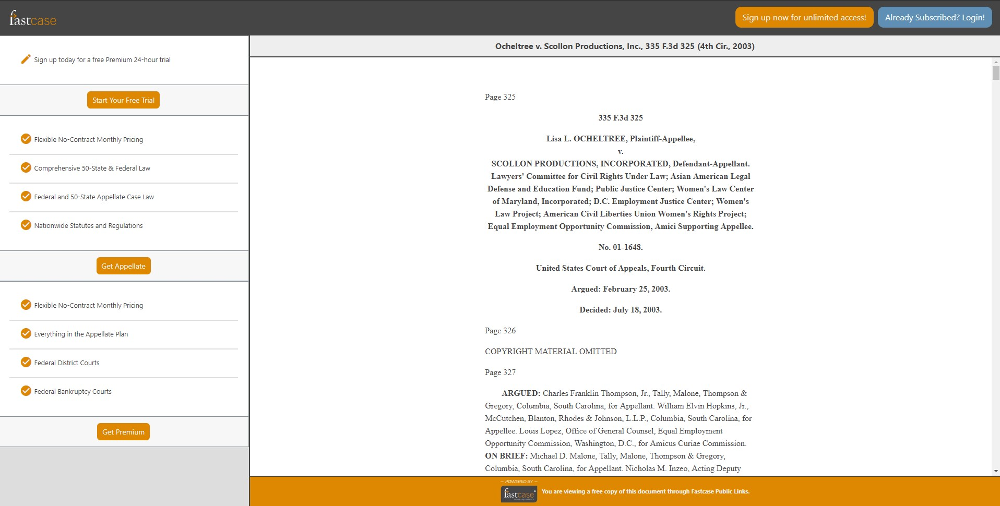 fastcase
Sign up now for unlimited access!
Already Subscribed? Login!
Sign up today for a free Premium 24-hour trial
Start Your Free Trial
Flexible No-Contract Monthly Pricing
Comprehensive 50-State & Federal Law
Federal and 50-State Appellate Case Law
Nationwide Statutes and Regulations
Get Appellate
Flexible No-Contract Monthly Pricing
Everything in the Appellate Plan
Federal District Courts
Federal Bankruptcy Courts
Get Premium
Ocheltree v. Scollon Productions, Inc., 335 F.3d 325 (4th Cir., 2003)
Page 325
335 F.3d 325
Lisa L. OCHELTREE, Plaintiff-Appellee,
v.
SCOLLON PRODUCTIONS, INCORPORATED, Defendant-Appellant.
Lawyers' Committee for Civil Rights Under Law; Asian American Legal
Defense and Education Fund; Public Justice Center; Women's Law Center
of Maryland, Incorporated; D.C. Employment Justice Center; Women's
Law Project; American Civil Liberties Union Women's Rights Project;
Equal Employment Opportunity Commission, Amici Supporting Appellee.
No. 01-1648.
United States Court of Appeals, Fourth Circuit.
Argued: February 25, 2003.
Decided: July 18, 2003.
Page 326
COPYRIGHT MATERIAL OMITTED
Page 327
ARGUED: Charles Franklin Thompson, Jr., Tally, Malone, Thompson &
Gregory, Columbia, South Carolina, for Appellant. William Elvin Hopkins, Jr.,
McCutchen, Blanton, Rhodes & Johnson, L.L.P., Columbia, South Carolina, for
Appellee. Louis Lopez, Office of General Counsel, Equal Employment
Opportunity Commission, Washington, D.C., for Amicus Curiae Commission.
ON BRIEF: Michael D. Malone, Tally, Malone, Thompson & Gregory,
Columbia, South Carolina, for Appellant. Nicholas M. Inzeo, Acting Deputy
— POWERED BY —
fastcase
You are viewing a free copy of this document through Fastcase Public Links.